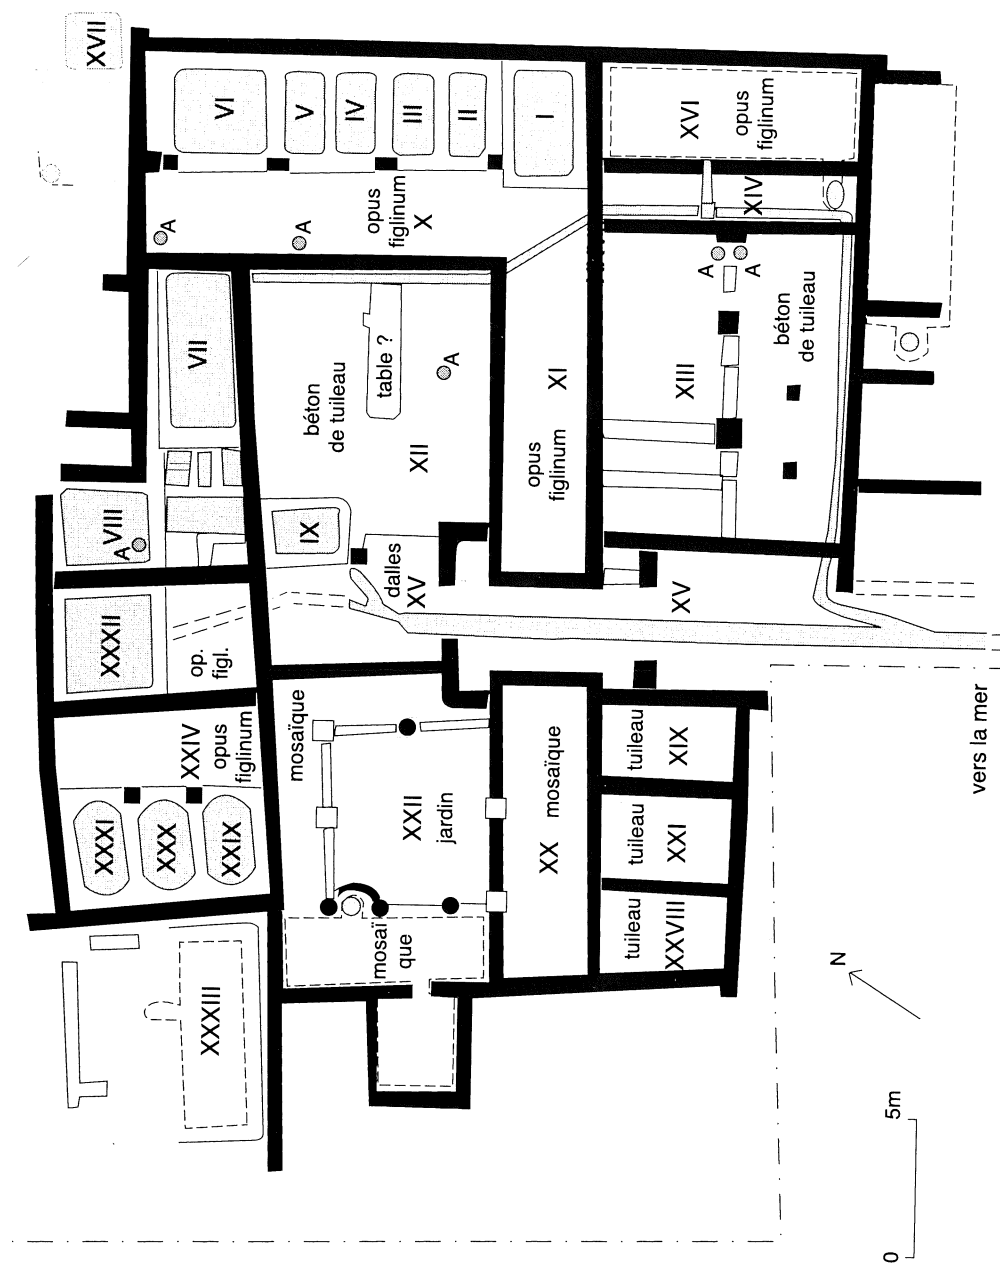 XVII
VI
V
IV
III
II
I
XVI
opus
figlinum
A
A
opus
figlinum
X
XIV
A
A
VII
béton
de tuileau
table ?
A
XII
XI
opus
figlinum
XIII
béton
de tuileau
VIII
A
IX
dalles
XV
XV
XXXII
op.
figl.
XXIV
opus
figlinum
XXXI
XXX
XXIX
mosaïque
XXII
jardin
mosaï
que
XX
mosaïque
tuileau
XIX
tuileau
XXI
tuileau
XXVIII
XXXIII
vers la mer
N
0
5m